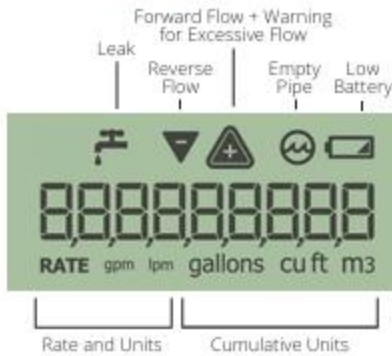 Forward Flow + Warning
for Excessive Flow
Leak
Reverse
Flow
Empty
Pipe
Low
Battery
8,8,8,8,8,8,8,8,8
RATE gpm lpm gallons cu ft m3
Rate and Units
Cumulative Units